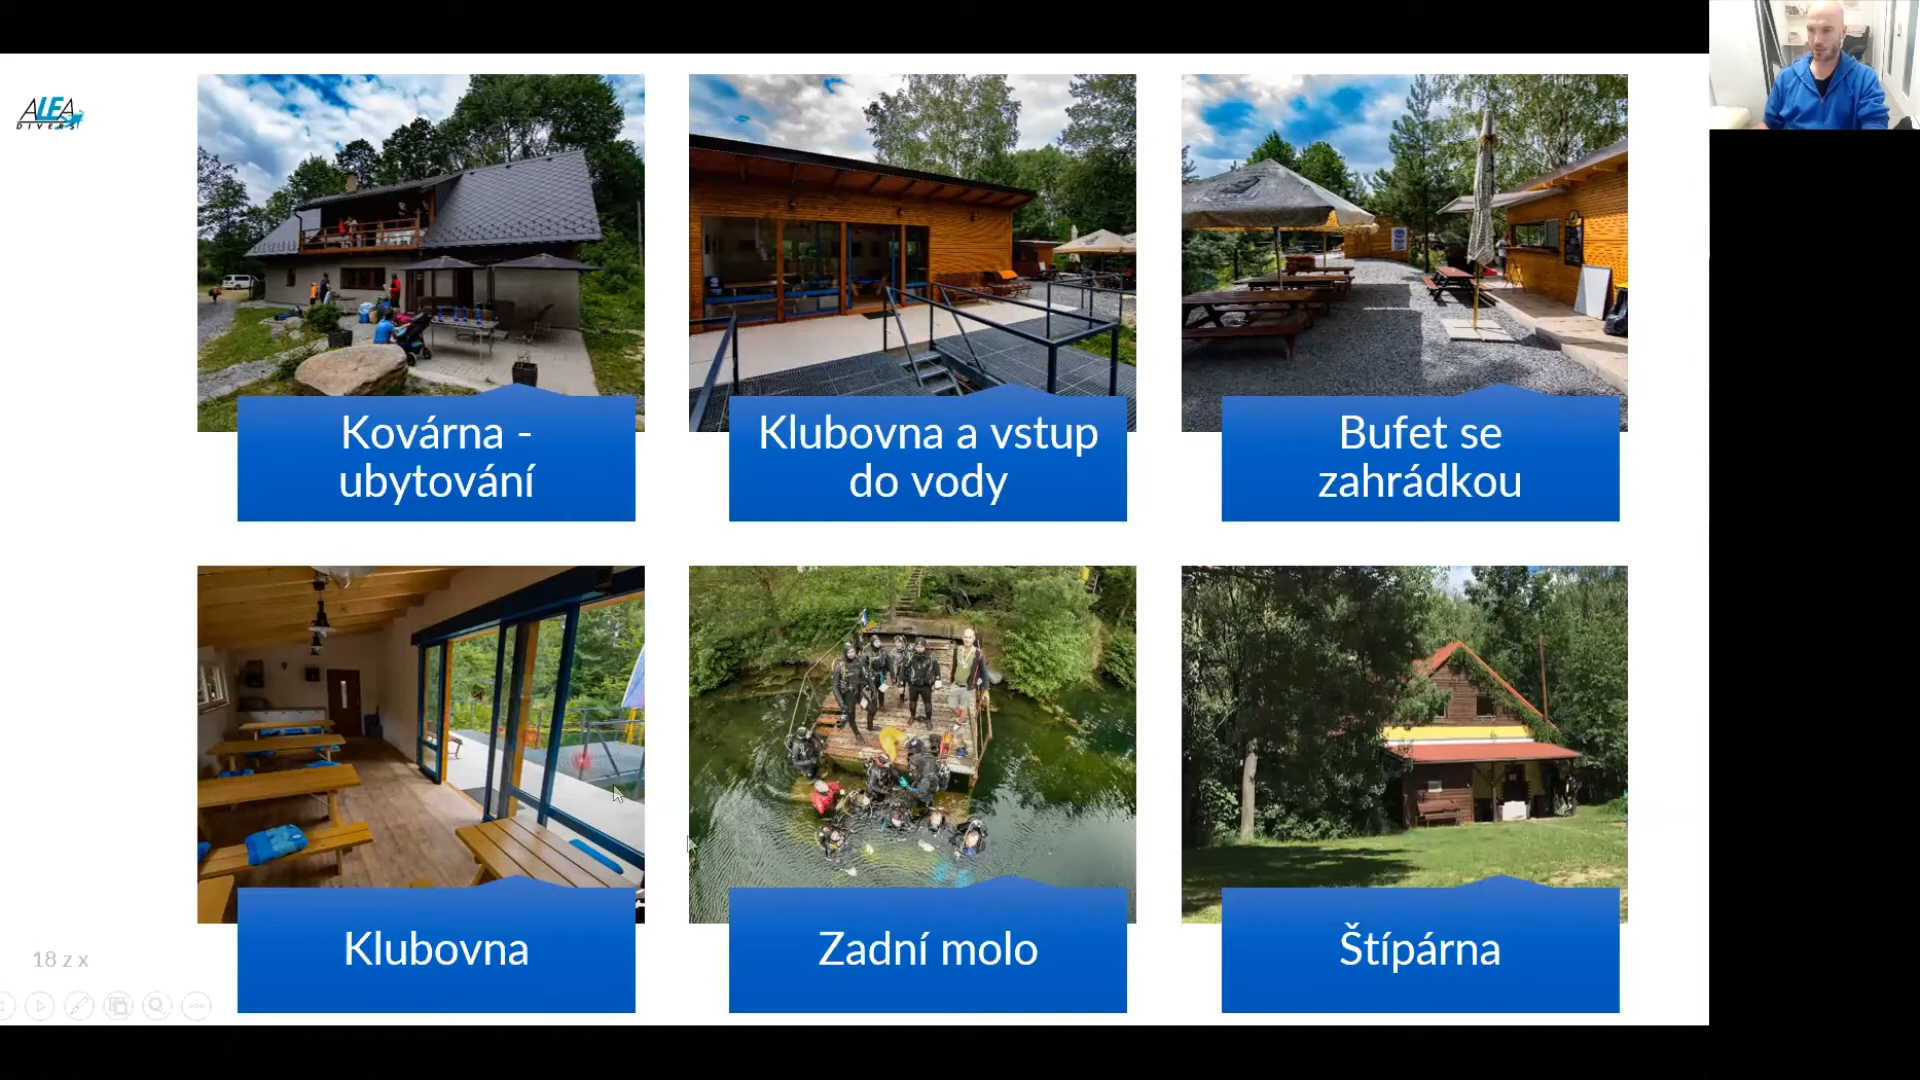 ALEA
DIVERS
Kovárna -
ubytování
Klubovna a vstup
do vody
Bufet se
zahrádkou
Klubovna
Zadní molo
Štípárna
18 z x